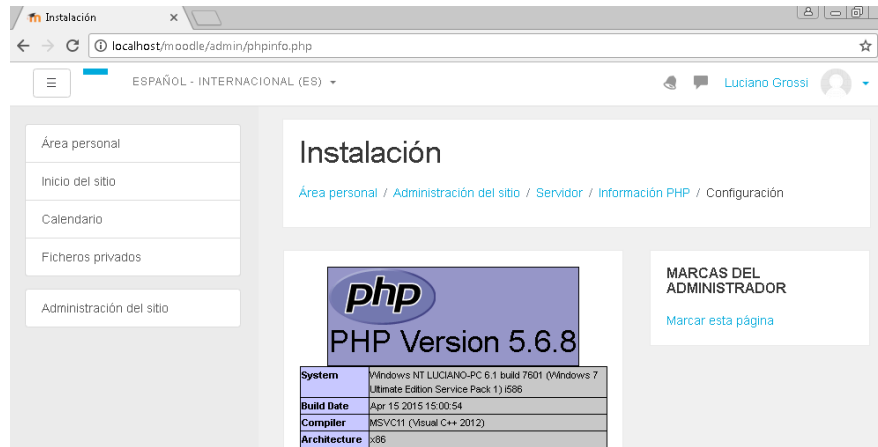 Instalación
localhost/moodle/admin/phpinfo.php
ESPAÑOL - INTERNACIONAL (ES)
Luciano Grossi
Área personal
Inicio del sitio
Calendario
Ficheros privados
Administración del sitio
Instalación
Área personal / Administración del sitio / Servidor / Información PHP / Configuración
php
PHP Version 5.6.8
System Windows NT LUCIANO-PC 6.1 build 7601 (Windows 7
Ultimate Edition Service Pack 1) i586
Build Date Apr 15 2015 15:00:54
Compiler MSVC11 (Visual C++ 2012)
Architecture x86
MARCAS DEL
ADMINISTRADOR
Marcar esta página